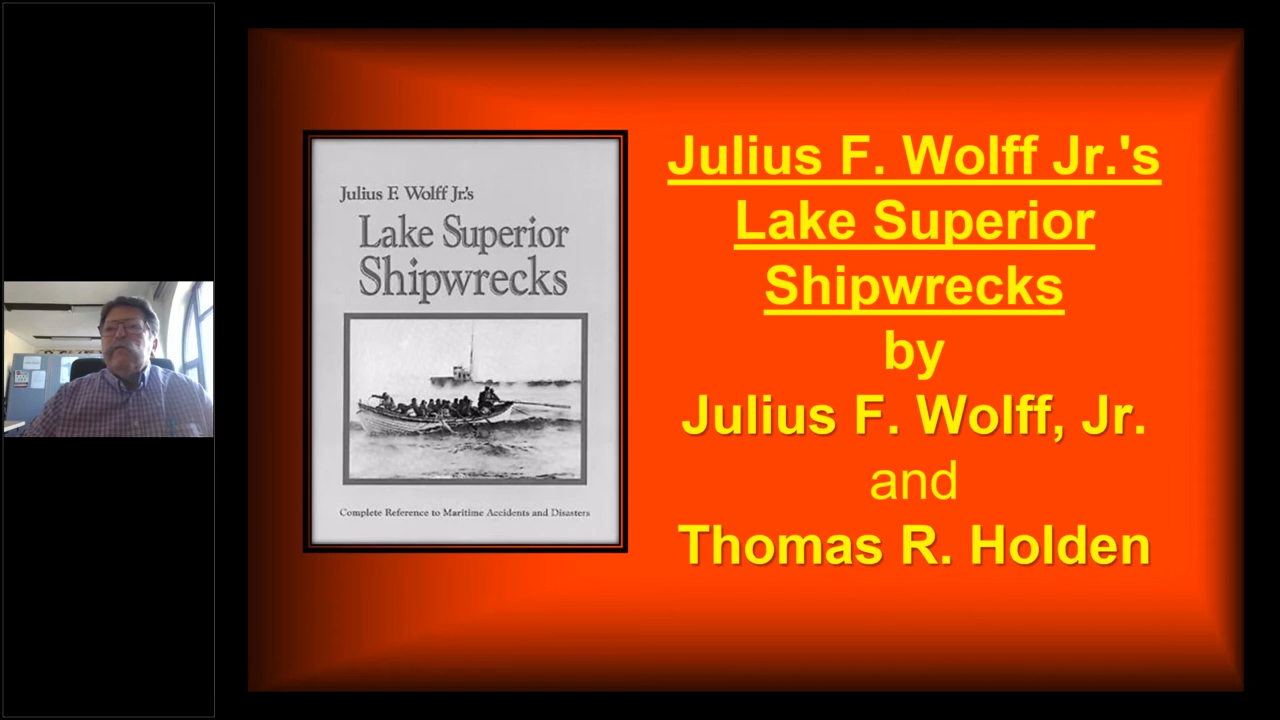 Julius F. Wolff Jr.'s
Lake Superior
Shipwrecks
Complete Reference to Maritime Accidents and Disasters
Julius F. Wolff Jr.'s
Lake Superior
Shipwrecks
by
Julius F. Wolff, Jr.
and
Thomas R. Holden